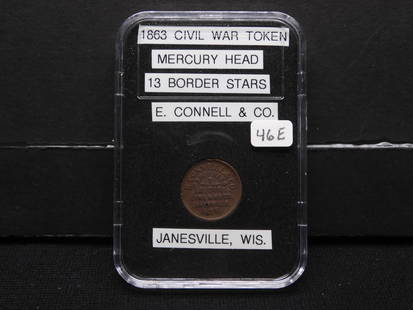 1863 CIVIL WAR TOKEN
MERCURY HEAD
13 BORDER STARS
E. CONNELL & CO.
46E
JANESVILLE, WIS.